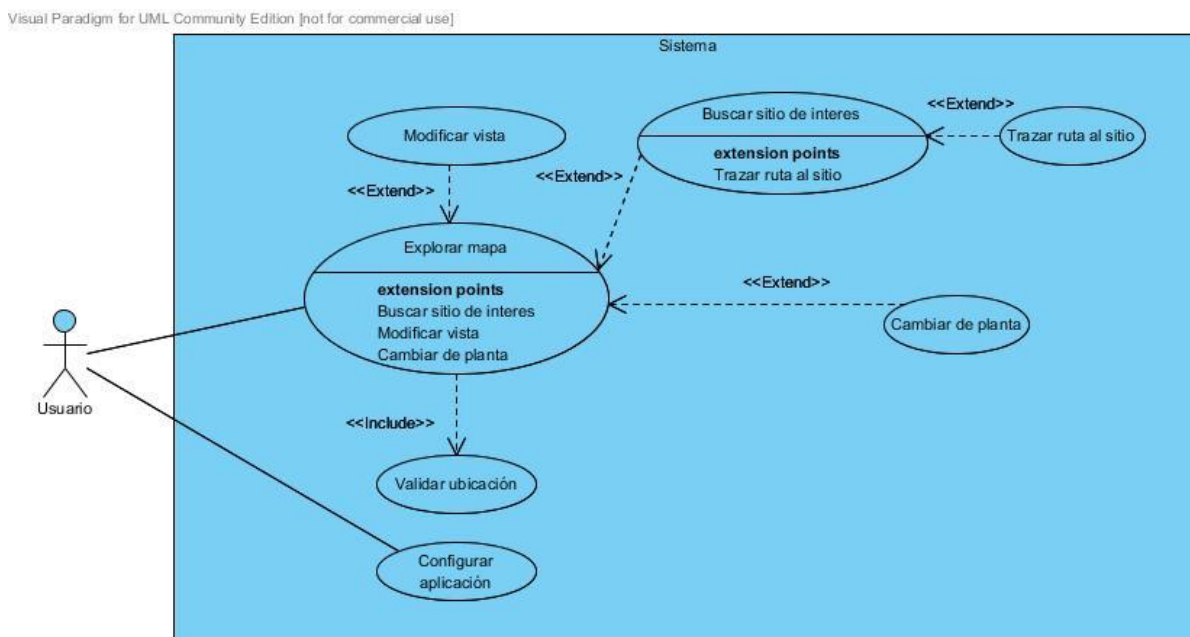 Visual Paradigm for UML Community Edition [not for commercial use]
Sistema
Modificar vista
<<Extend>>
Buscar sitio de interes
extension points
Trazar ruta al sitio
<<Extend>>
Trazar ruta al sitio
<<Extend>>
Explorar mapa
extension points
Buscar sitio de interes
Modificar vista
Cambiar de planta
<<Extend>>
Cambiar de planta
Usuario
<<Include>>
Validar ubicación
Configurar
aplicación